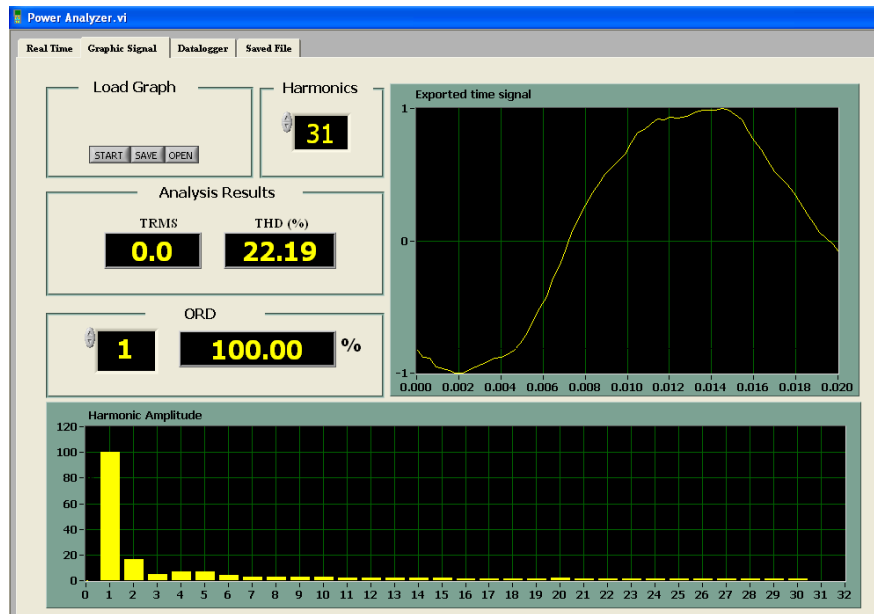 Power Analyzer.vi
Real Time Graphic Signal Datalogger Saved File
Load Graph
START SAVE OPEN
Harmonics
31
Analysis Results
TRMS THD (%)
0.0 22.19
ORD
1 100.00 %
Exported time signal
1
0
-1
0.000 0.002 0.004 0.006 0.008 0.010 0.012 0.014 0.016 0.018 0.020
Harmonic Amplitude
120
100
80
60
40
20
0
0 1 2 3 4 5 6 7 8 9 10 11 12 13 14 15 16 17 18 19 20 21 22 23 24 25 26 27 28 29 30 31 32